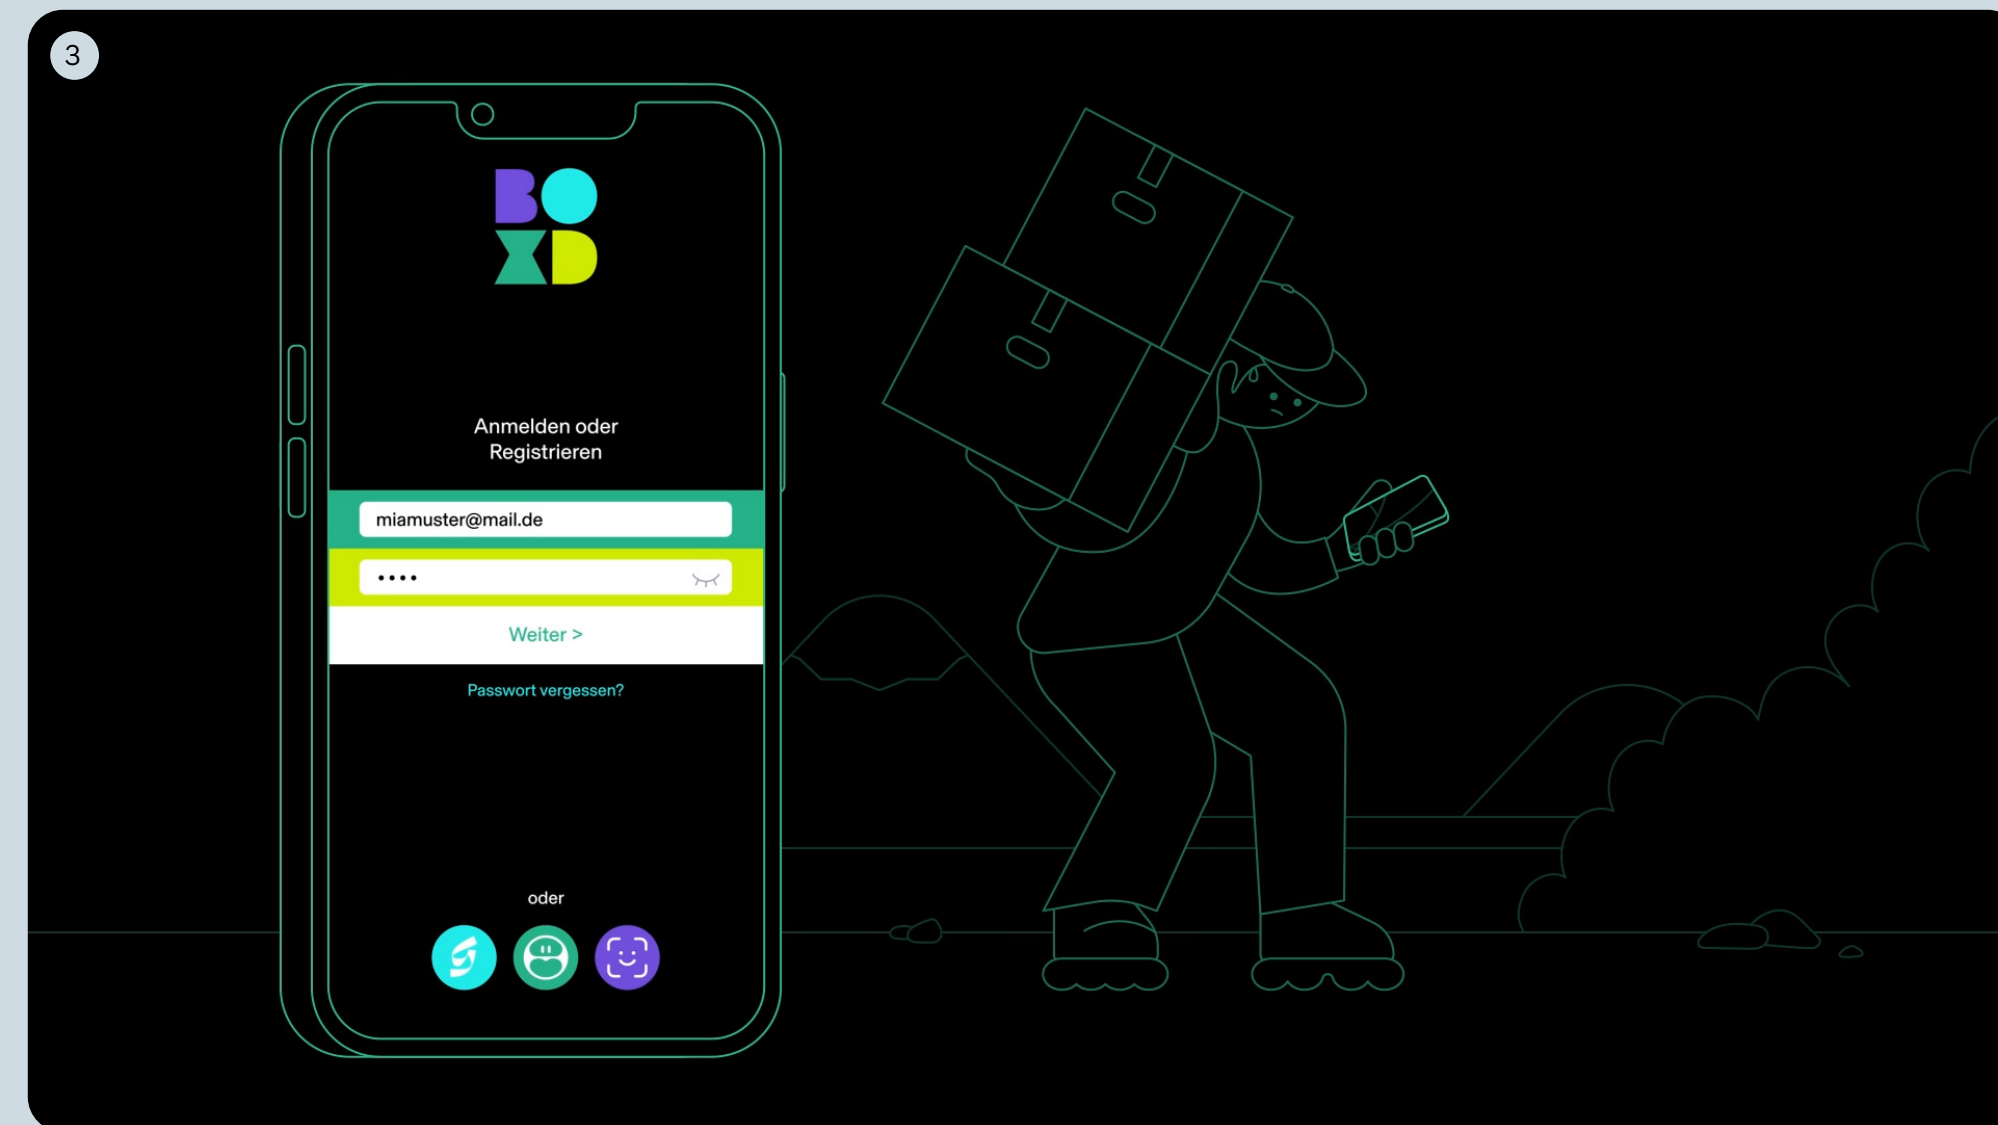 3
BO
XD
Anmelden oder
Registrieren
miamuster@mail.de
••••
Weiter >
Passwort vergessen?
oder